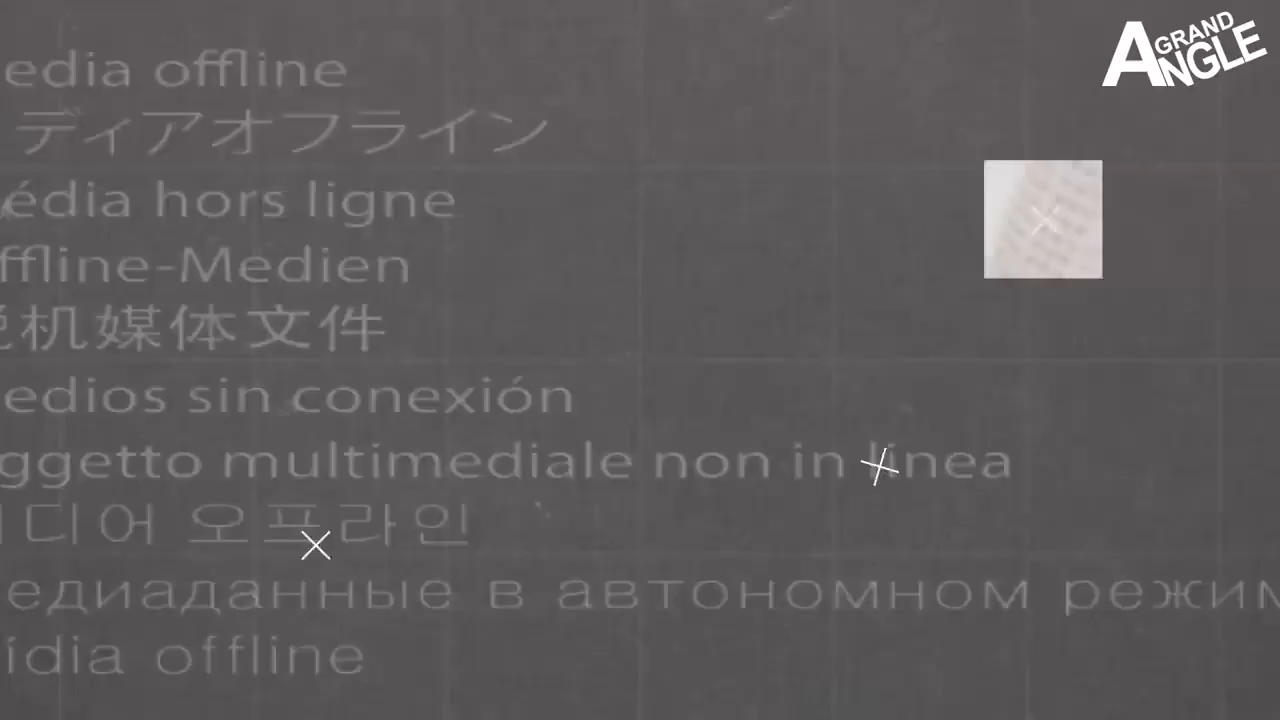 GRAND
ANGLE
edia offline
ディアオフライン
édia hors ligne
ffline-Medien
机媒体文件
edios sin conexión
ggetto multimediale non in linea
디어 오프라인
едиаданные в автономном режим
idia offline